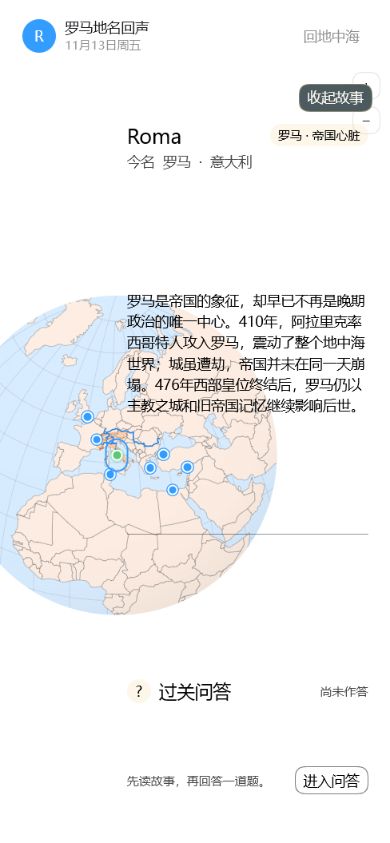 R
罗马地名回声
11月13日周五
回地中海
收起故事
−
Roma
罗马 · 帝国心脏
今名 罗马 · 意大利
罗马是帝国的象征，却早已不再是晚期
政治的唯一中心。410年，阿拉里克率
西哥特人攻入罗马，震动了整个地中海
世界；城虽遭劫，帝国并未在同一天崩
塌。476年西部皇位终结后，罗马仍以
主教之城和旧帝国记忆继续影响后世。
?
过关问答
尚未作答
先读故事，再回答一道题。
进入问答